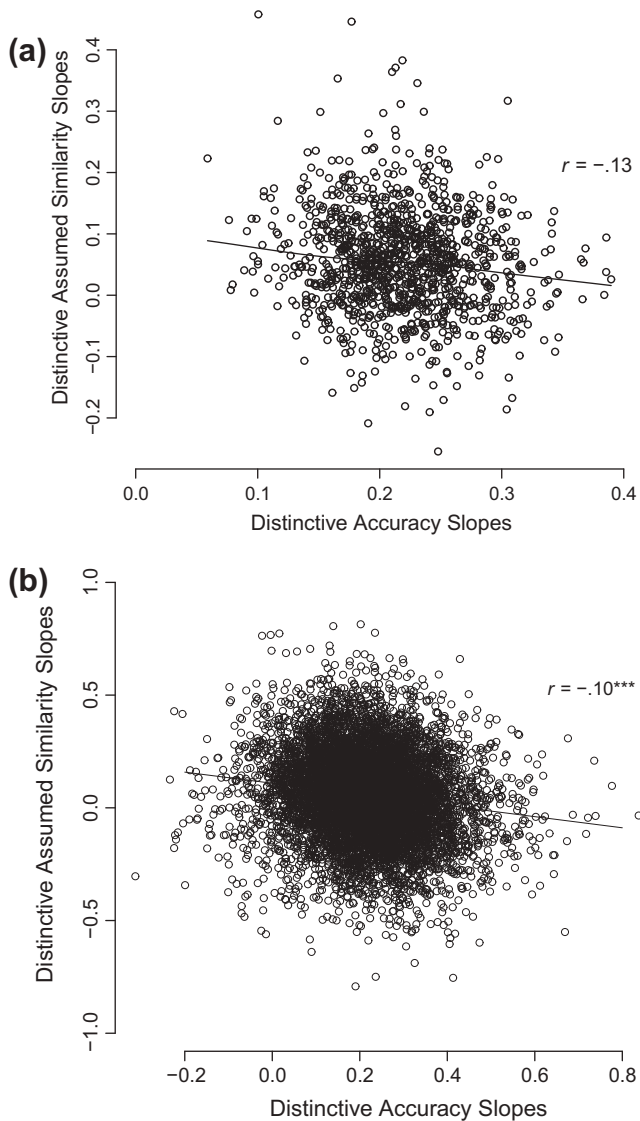 (a)
Distinctive Assumed Similarity Slopes
0.4
0.3
0.2
0.1
0.0
−0.1
−0.2
r = −.13
0.0 0.1 0.2 0.3 0.4
Distinctive Accuracy Slopes
(b)
Distinctive Assumed Similarity Slopes
1.0
0.5
0.0
−0.5
−1.0
r = −.10***
−0.2 0.0 0.2 0.4 0.6 0.8
Distinctive Accuracy Slopes